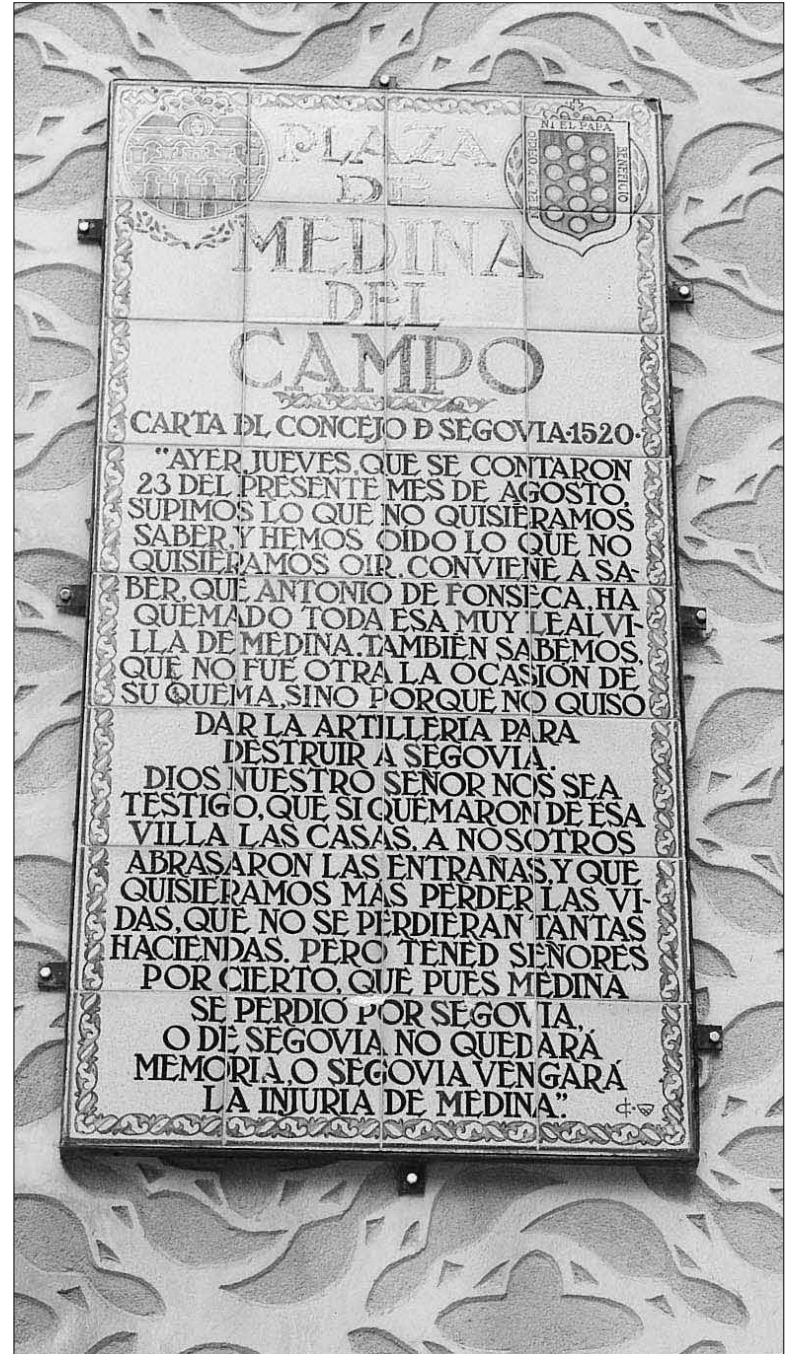 PLAZA
DE
MEDINA
DEL
CAMPO
NI EL PAPA
BENEFICIO
CARTA DL CONCEJO D SEGOVIA·1520·
"AYER, JUEVES, QUE SE CONTARON
23 DEL PRESENTE MES DE AGOSTO,
SUPIMOS LO QUE NO QUISIÉRAMOS
SABER, Y HEMOS OÍDO LO QUE NO
QUISIÉRAMOS OIR, CONVIENE A SA-
BER, QUE ANTONIO DE FONSECA, HA
QUEMADO TODA ESA MUY LEAL VI-
LLA DE MEDINA. TAMBIÉN SABEMOS,
QUE NO FUE OTRA LA OCASIÓN DE
SU QUEMA, SINO PORQUE NO QUISO
DAR LA ARTILLERÍA PARA
DESTRUIR A SEGOVIA.
DIOS NUESTRO SEÑOR NOS SEA
TESTIGO, QUE SI QUEMARON DE ESA
VILLA LAS CASAS, A NOSOTROS
ABRASARON LAS ENTRAÑAS, Y QUE
QUISIÉRAMOS MÁS PERDER LAS VI-
DAS, QUE NO SE PERDIERAN TANTAS
HACIENDAS. PERO TENED SEÑORES
POR CIERTO, QUE PUES MEDINA
SE PERDIÓ POR SEGOVIA,
O DE SEGOVIA NO QUEDARÁ
MEMORIA, O SEGOVIA VENGARÁ
LA INJURIA DE MEDINA".